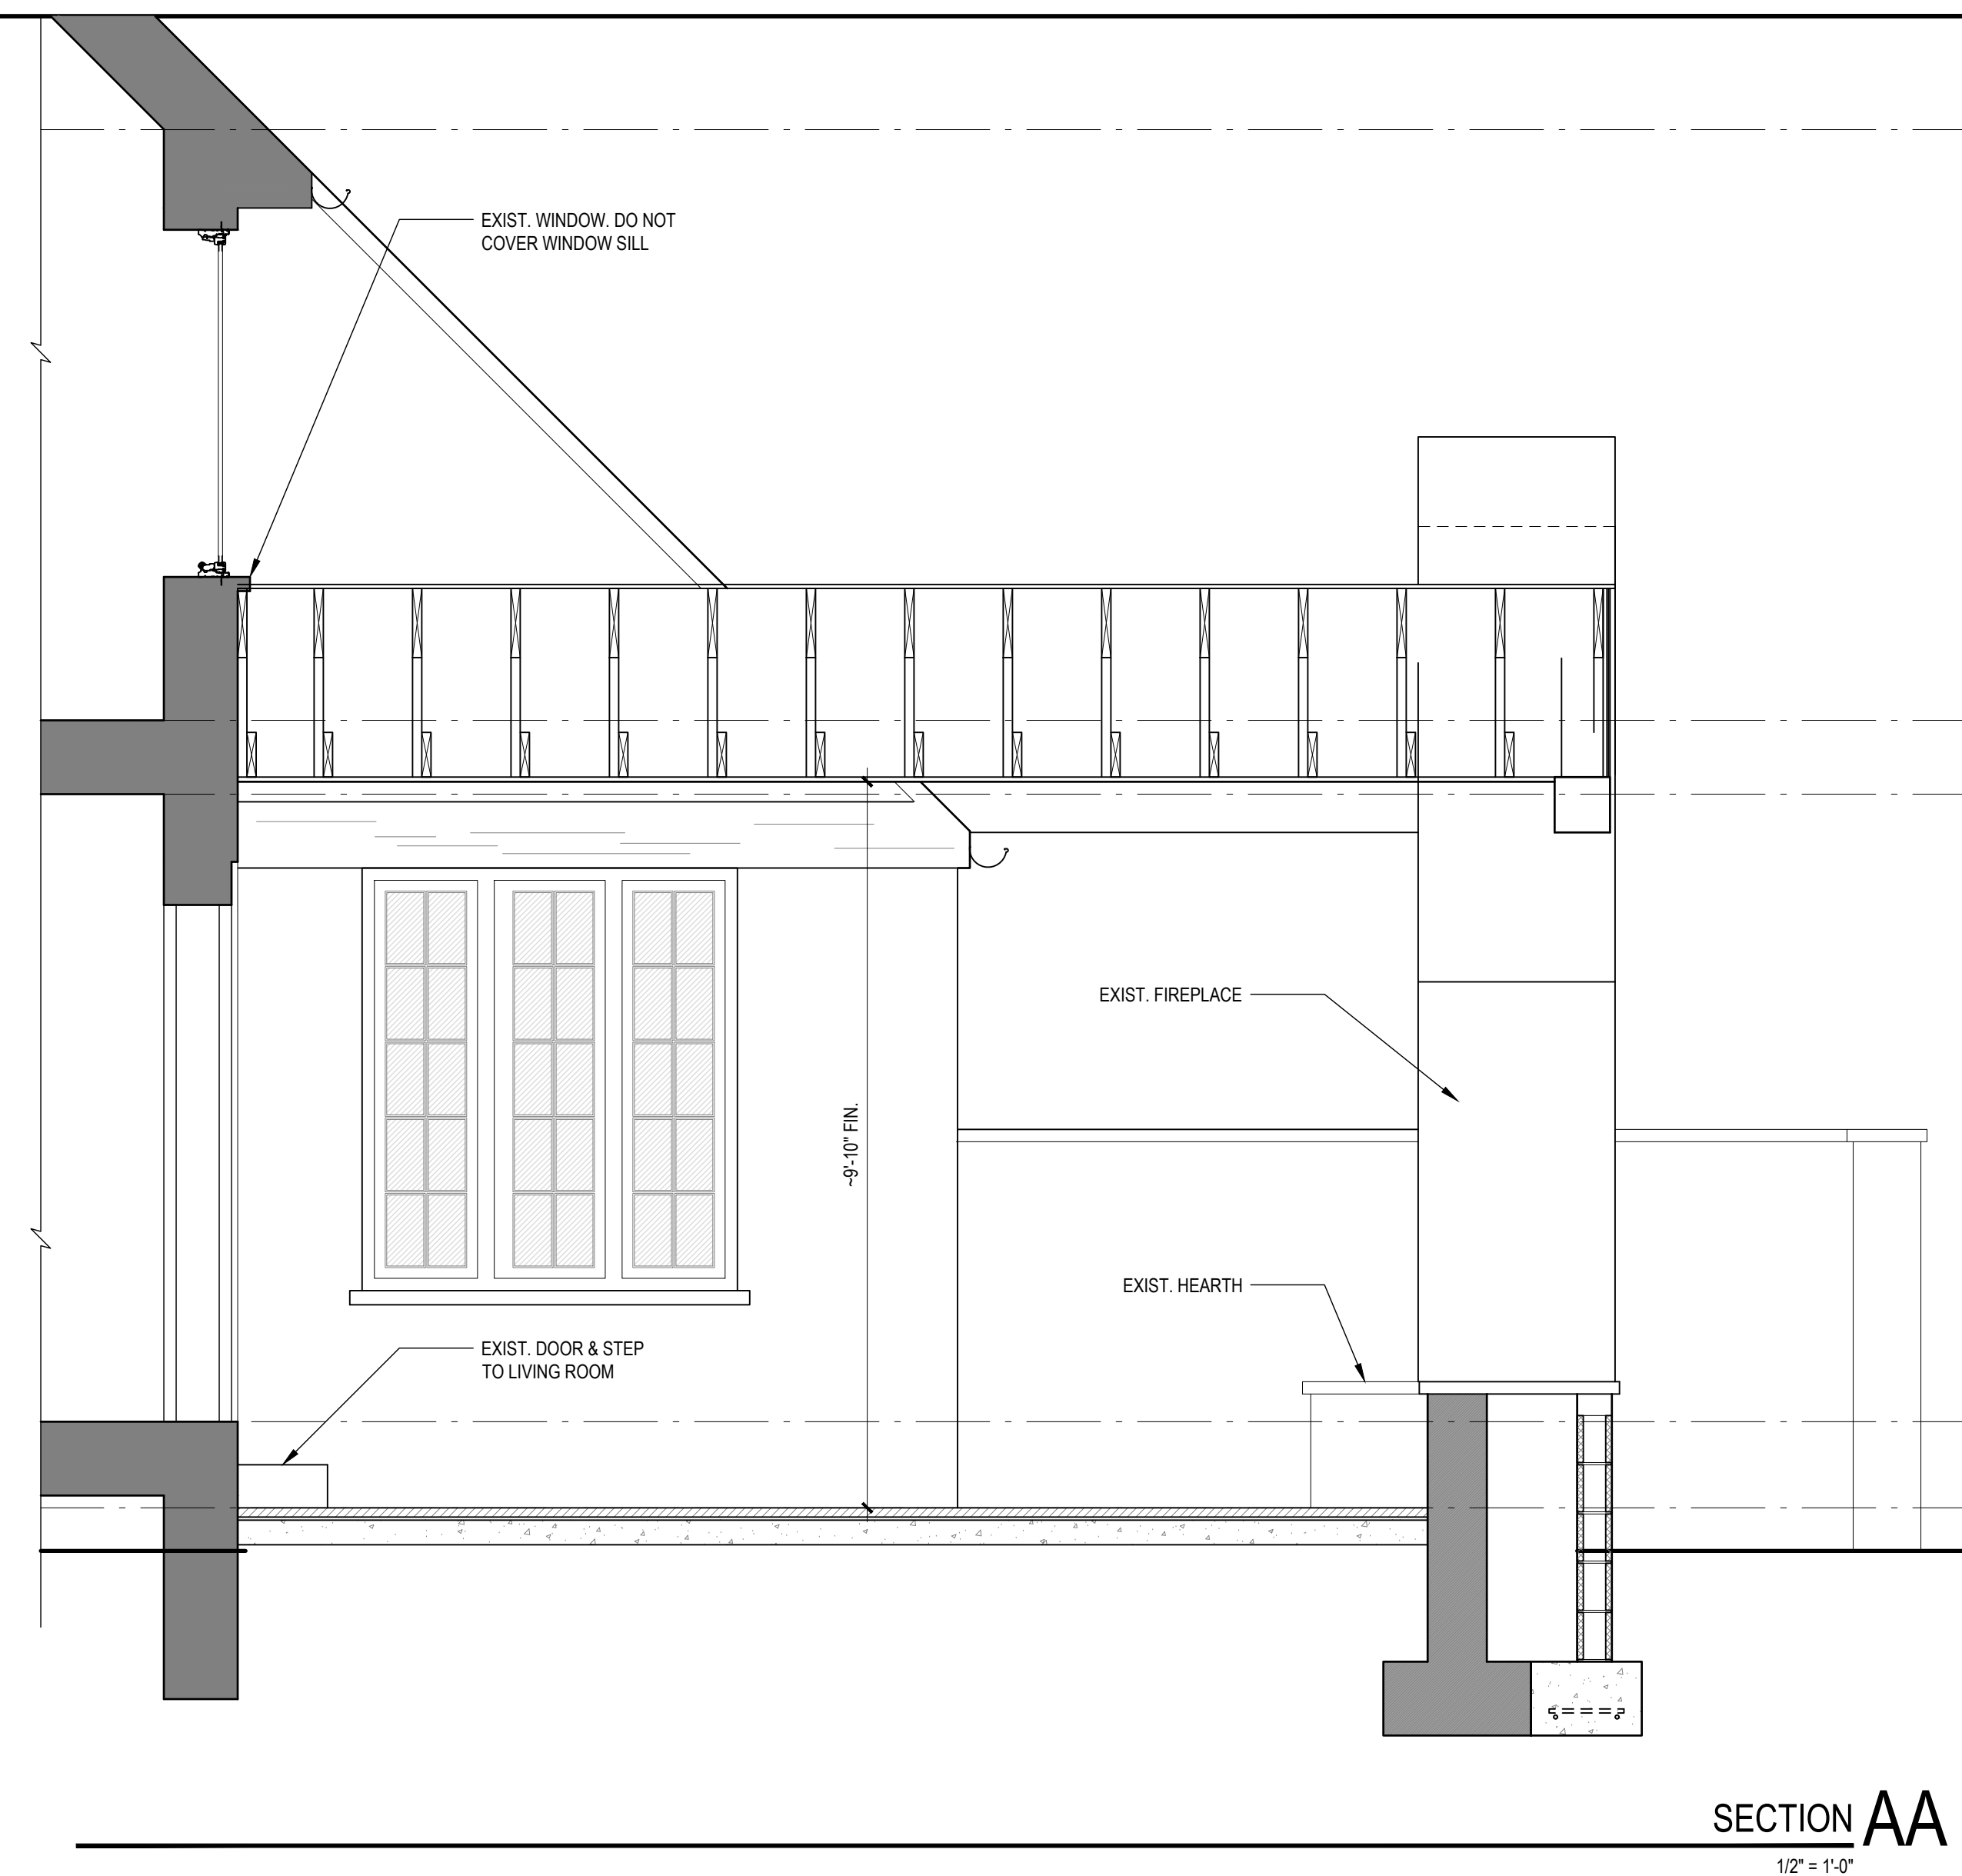 EXIST. WINDOW. DO NOT
COVER WINDOW SILL
EXIST. FIREPLACE
~9'-10" FIN.
EXIST. HEARTH
EXIST. DOOR & STEP
TO LIVING ROOM
SECTION AA
1/2" = 1'-0"